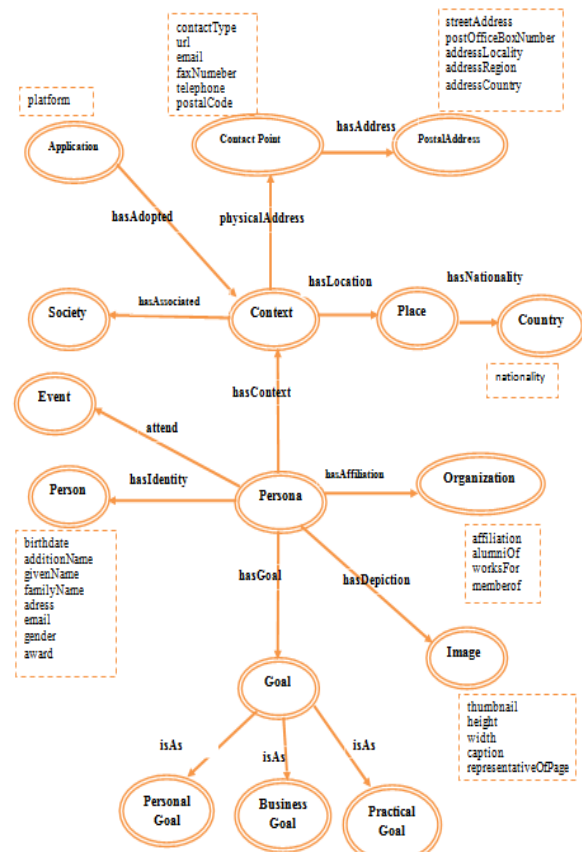 contactType
url
email
faxNumeber
telephone
postalCode
streetAddress
postOfficeBoxNumber
addressLocality
addressRegion
addressCountry
platform
Application
Contact Point
hasAddress
PostalAddress
hasAdopted
physicalAddress
hasLocation
hasNationality
Society
hasAssociated
Context
Place
Country
nationality
Event
hasContext
attend
Person
hasIdentity
Persona
hasAffiliation
Organization
birthdate
additionName
givenName
familyName
adress
email
gender
award
affiliation
alumniOf
worksFor
memberof
hasGoal
hasDepiction
Image
Goal
thumbnail
height
width
caption
representativeOfPage
isAs
isAs
isAs
Personal
Goal
Business
Goal
Practical
Goal